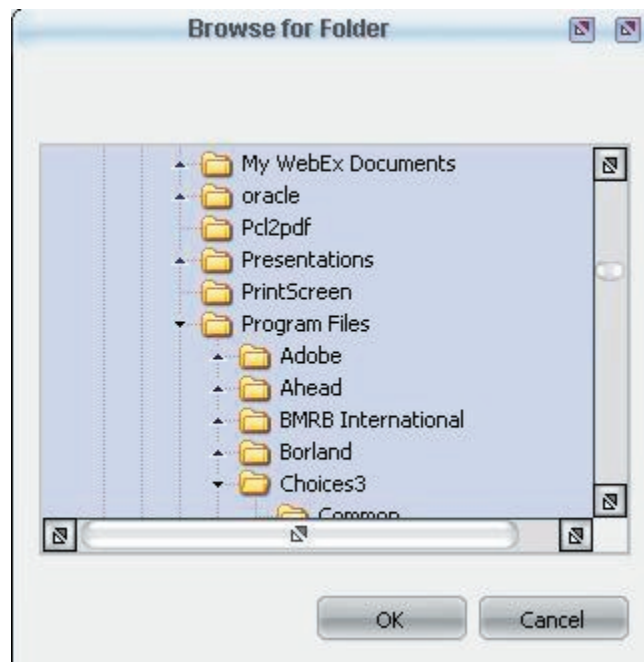 Browse for Folder
My WebEx Documents
oracle
Pcl2pdf
Presentations
PrintScreen
Program Files
Adobe
Ahead
BMRB International
Borland
Choices3
Common
OK
Cancel